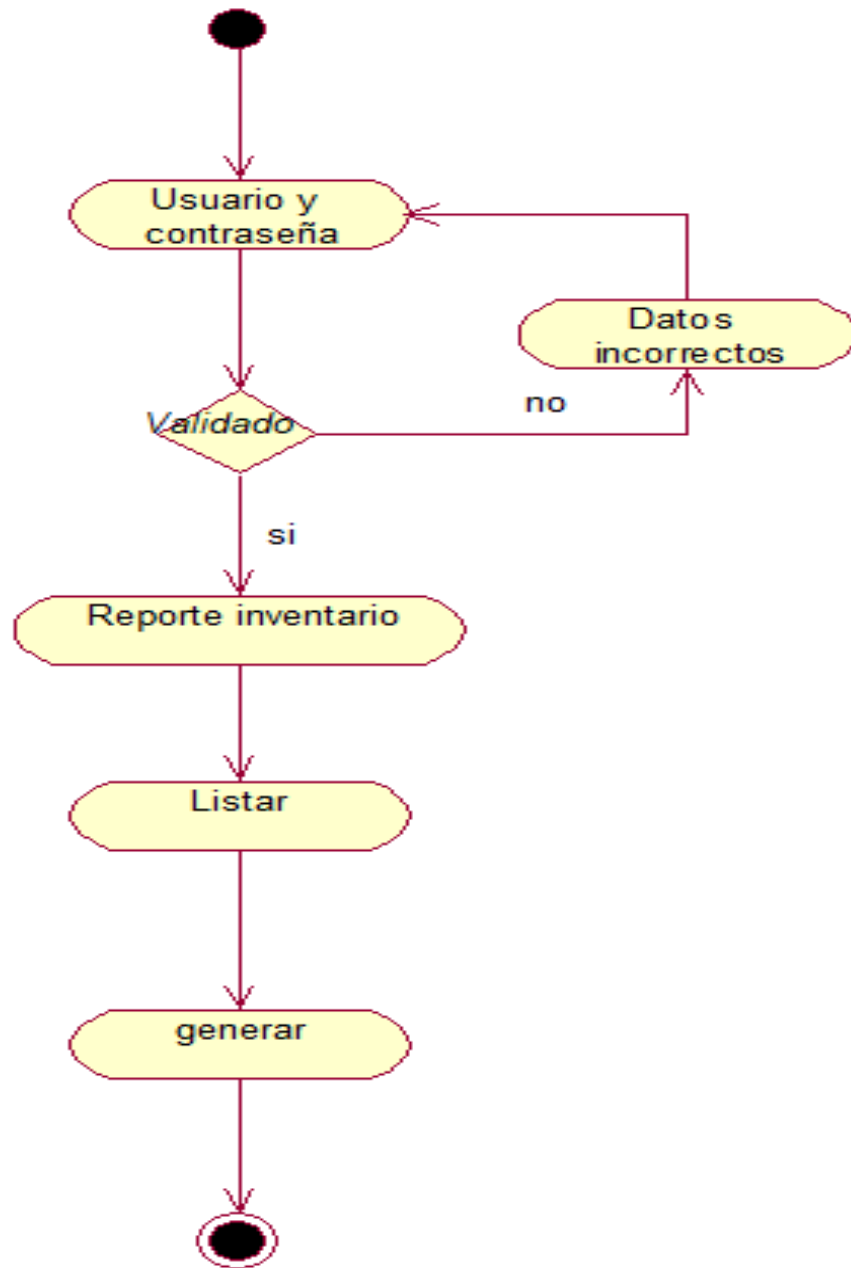 Usuario y
contraseña
Datos
incorrectos
Validado
no
si
Reporte inventario
Listar
generar